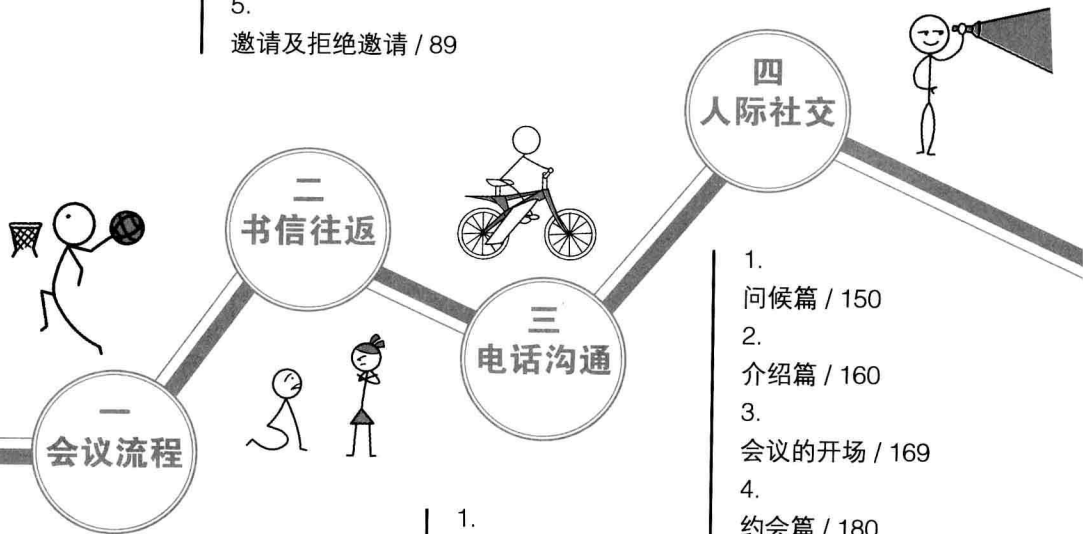 5.
邀请及拒绝邀请 / 89
四
人际社交
二
书信往返
三
电话沟通
一
会议流程
1.
问候篇 / 150
2.
介绍篇 / 160
3.
会议的开场 / 169
4.
约会篇 / 180
1.